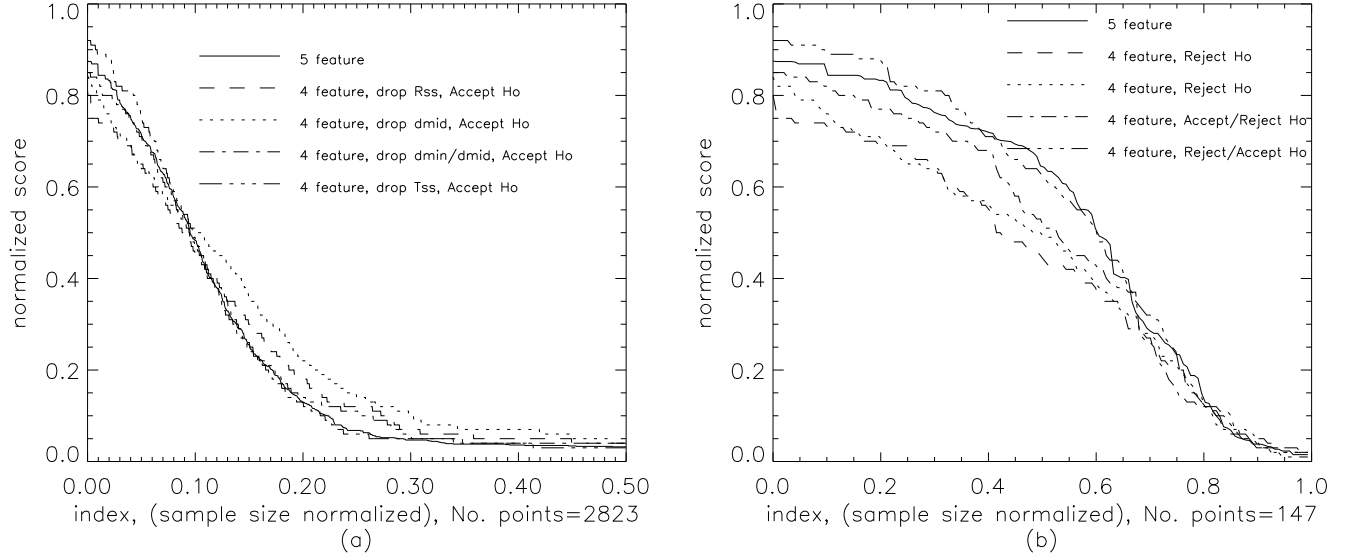 1.0
0.8
0.6
0.4
0.2
0.0
normalized score
5 feature
4 feature, drop Rss, Accept Ho
4 feature, drop dmid, Accept Ho
4 feature, drop dmin/dmid, Accept Ho
4 feature, drop Tss, Accept Ho
0.00 0.10 0.20 0.30 0.40 0.50
index, (sample size normalized), No. points=2823
(a)
1.0
0.8
0.6
0.4
0.2
0.0
normalized score
5 feature
4 feature, Reject Ho
4 feature, Reject Ho
4 feature, Accept/Reject Ho
4 feature, Reject/Accept Ho
0.0 0.2 0.4 0.6 0.8 1.0
index, (sample size normalized), No. points=147
(b)